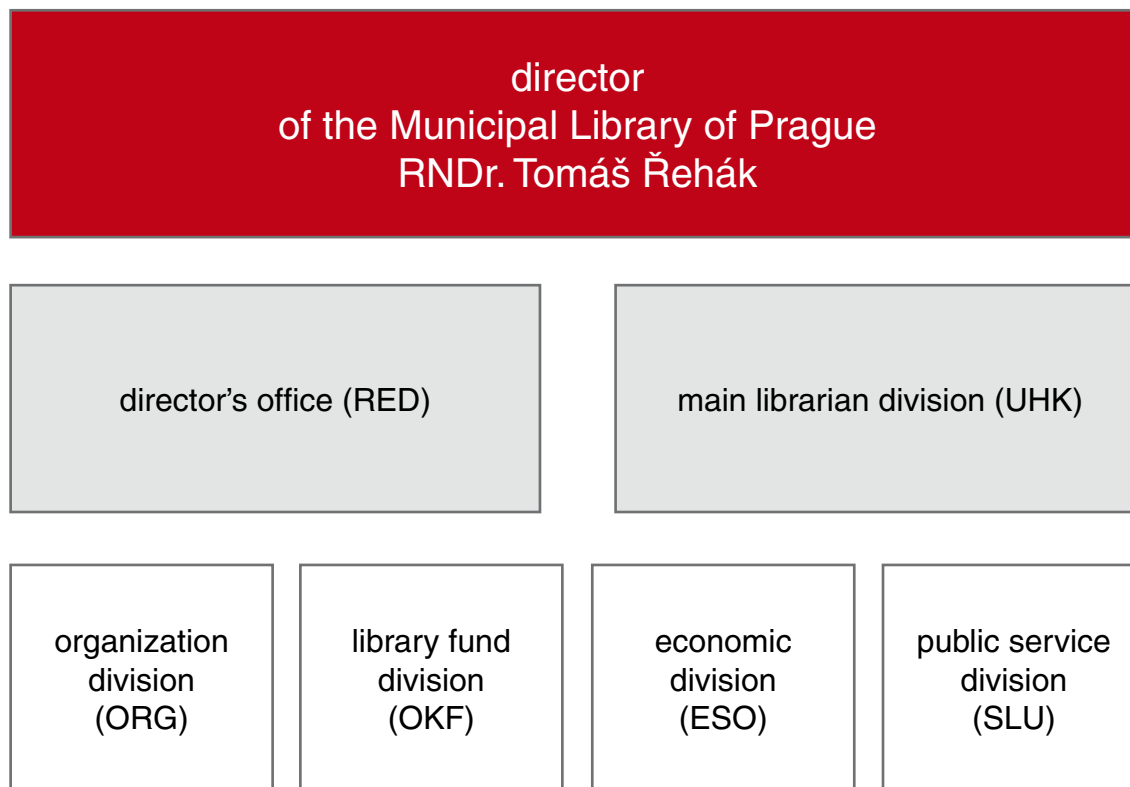 director
of the Municipal Library of Prague
RNDr. Tomáš Řehák
director’s office (RED)
main librarian division (UHK)
organization
division
(ORG)
library fund
division
(OKF)
economic
division
(ESO)
public service
division
(SLU)